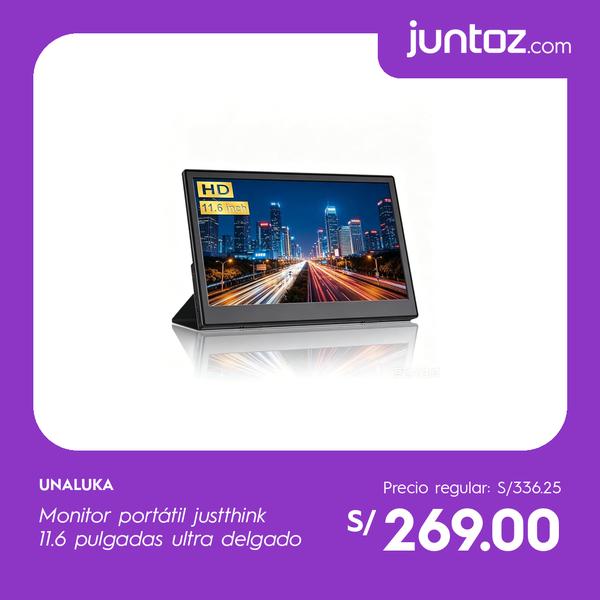 juntoz.com
HD
11.6 inch
UNALUKA
Monitor portátil justthink
11.6 pulgadas ultra delgado
Precio regular: S/336.25
S/ 269.00